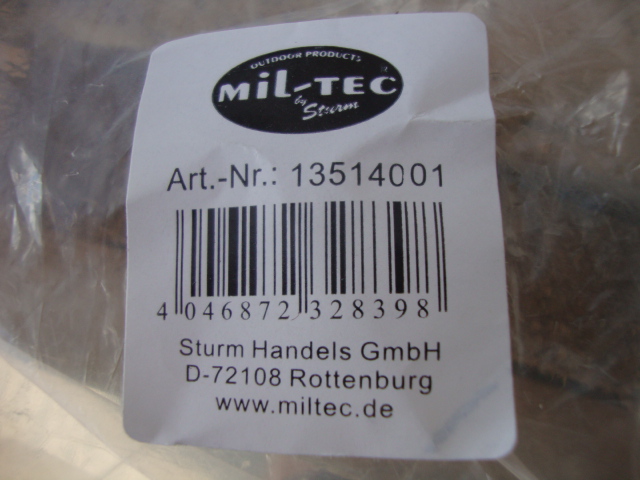 OUTDOOR PRODUCTS
MiL-TEC
by Sturm
Art.-Nr.: 13514001
4 046872 328398
Sturm Handels GmbH
D-72108 Rottenburg
www.miltec.de